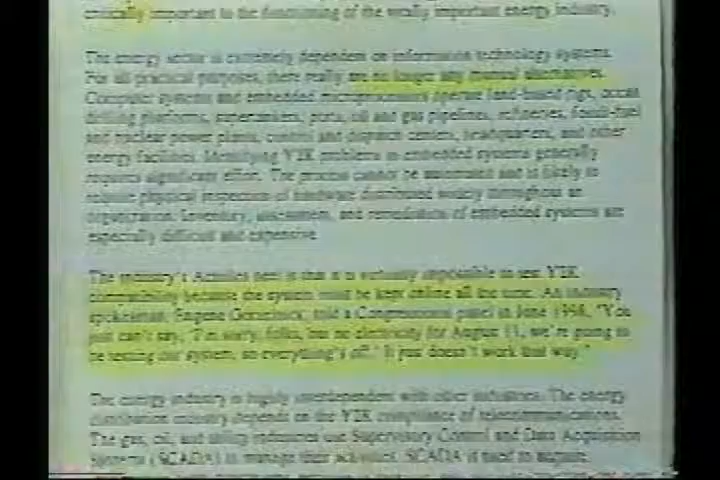 critically important to the functioning of the vitally important energy industry.
The energy sector is extremely dependent on information technology systems.
For all practical purposes, there really are no longer any manual alternatives.
Computer systems and embedded microprocessors operate land-based rigs, ocean
drilling platforms, supertankers, ports, oil and gas pipelines, refineries, fossil-fuel
and nuclear power plants, control and dispatch centers, headquarters, and other
energy facilities. Identifying Y2K problems in embedded systems generally
requires significant effort. The process cannot be automated and is likely to
require physical inspection of hardware distributed widely throughout an
organization. Inventory, assessment, and remediation of embedded systems are
especially difficult and expensive.
The industry's Achilles heel is that it is virtually impossible to test Y2K
compatibility because the system must be kept online all the time. An industry
spokesman, Eugene told a Congressional panel in June 1998, "You
just can't say, 'I'm sorry, folks, but no electricity for August 11, we're going to
be testing our system, so everything's off.' It just doesn't work that way."
The energy industry is highly interdependent with other industries. The energy
distribution industry depends on the Y2K compliance of telecommunications.
The gas, oil, and utility industries use Supervisory Control and Data Acquisition
Systems (SCADA) to manage their activities. SCADA is used to